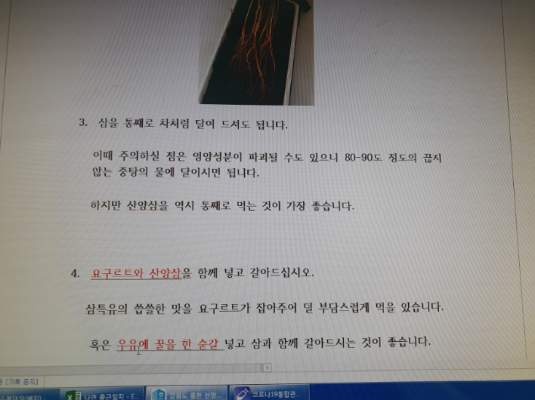 3. 삼을 통째로 차처럼 달여 드셔도 됩니다.
이때 주의하실 점은 영양성분이 파괴될 수도 있으니 80-90도 정도의 끓지
않는 중탕의 물에 달이시면 됩니다.
하지만 산양삼을 역시 통째로 먹는 것이 가장 좋습니다.
4. 요구르트와 산양삼을 함께 넣고 갈아드십시오.
삼특유의 씁쓸한 맛을 요구르트가 잡아주어 덜 부담스럽게 먹을 있습니다.
혹은 우유에 꿀을 한 숟갈 넣고 삼과 함께 갈아드시는 것이 좋습니다.
코로나19통합관